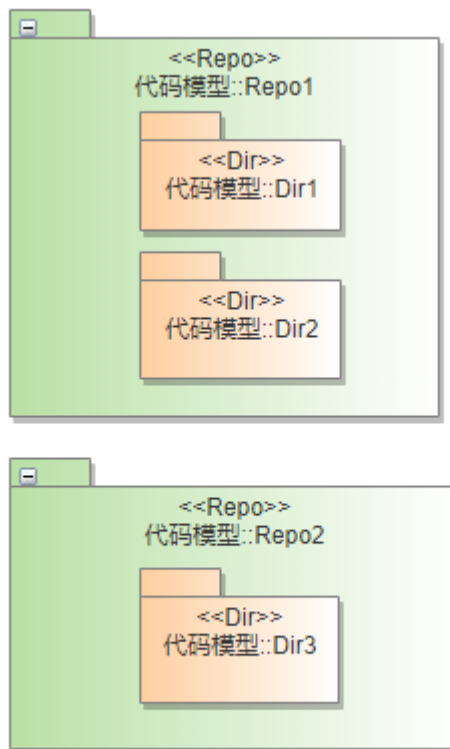 <<Repo>>
代码模型::Repo1
<<Dir>>
代码模型::Dir1
<<Dir>>
代码模型::Dir2
<<Repo>>
代码模型::Repo2
<<Dir>>
代码模型::Dir3